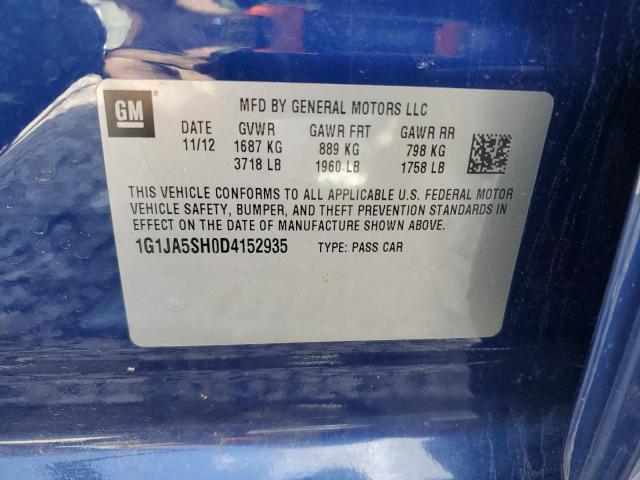 GM
MFD BY GENERAL MOTORS LLC
DATE GVWR GAWR FRT GAWR RR
11/12 1687 KG 889 KG 798 KG
3718 LB 1960 LB 1758 LB
THIS VEHICLE CONFORMS TO ALL APPLICABLE U.S. FEDERAL MOTOR
VEHICLE SAFETY, BUMPER, AND THEFT PREVENTION STANDARDS IN
EFFECT ON THE DATE OF MANUFACTURE SHOWN ABOVE.
1G1JA5SH0D4152935 TYPE: PASS CAR